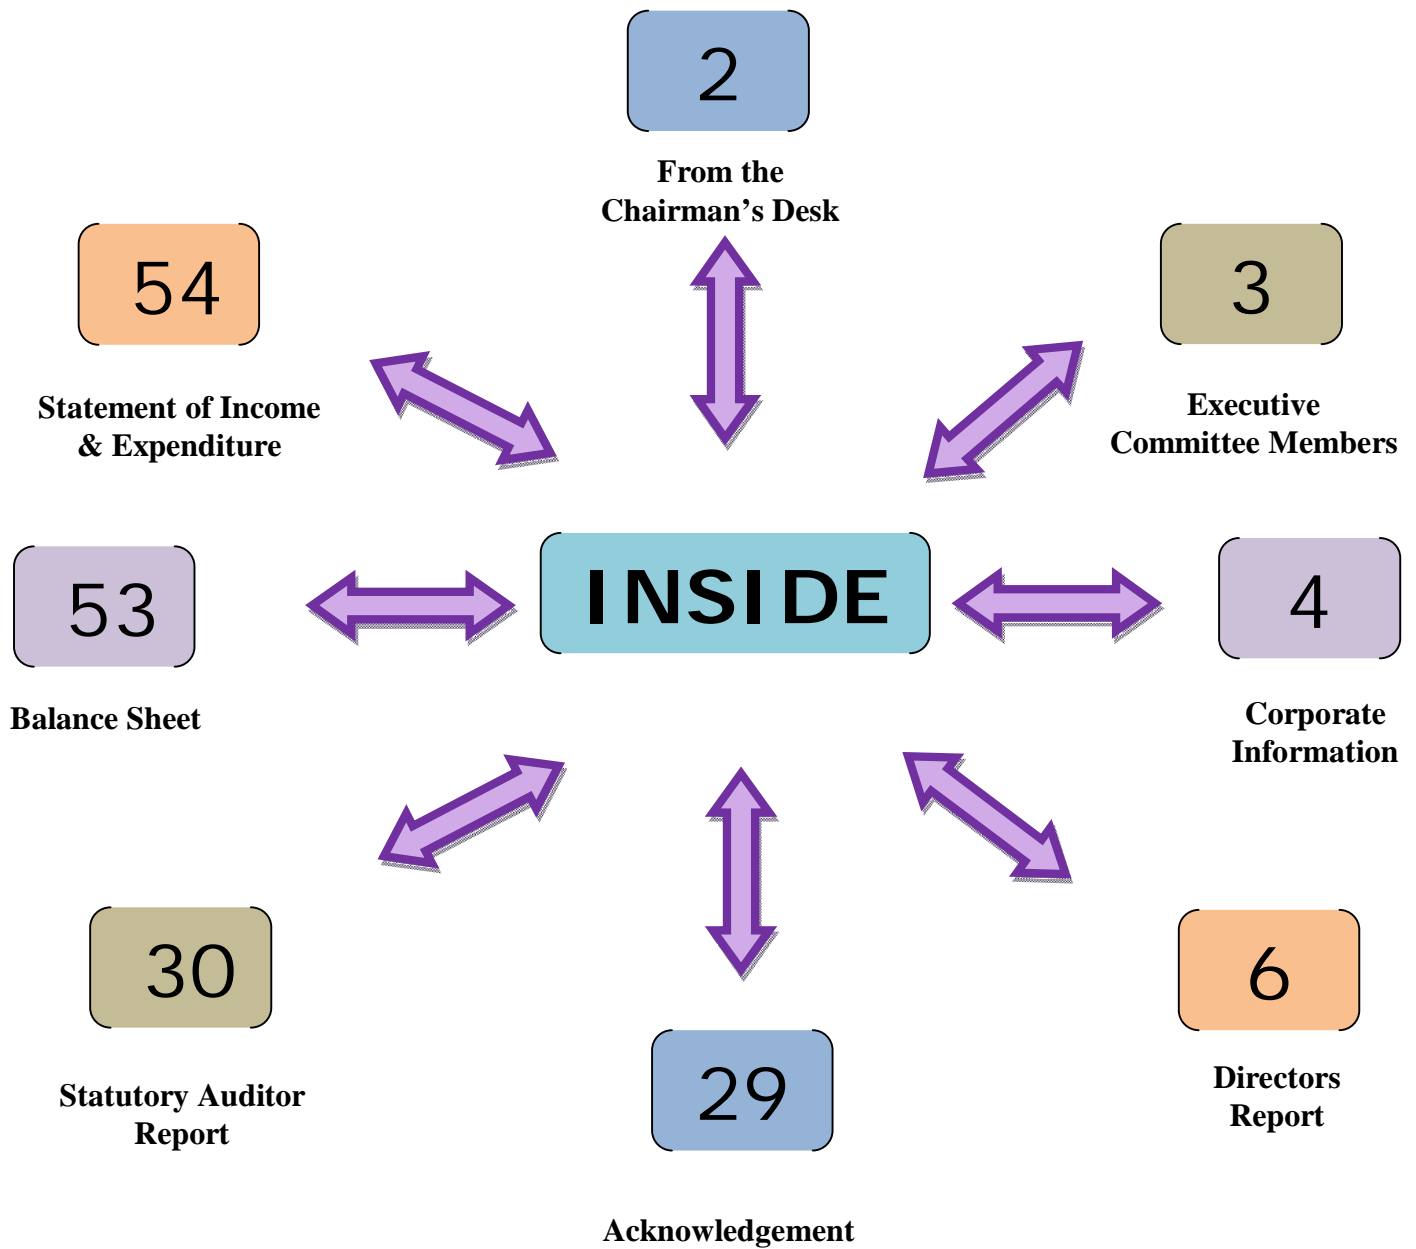 2
From the
Chairman’s Desk
54
3
Statement of Income
& Expenditure
Executive
Committee Members
INSIDE
53
4
Balance Sheet
Corporate
Information
30
6
Statutory Auditor
Report
29
Directors
Report
Acknowledgement